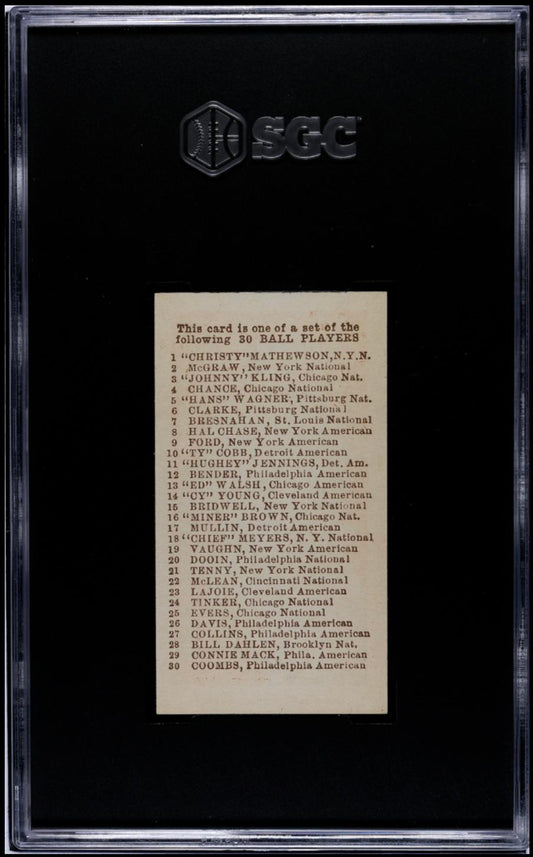 SGC
This card is one of a set of the
following 30 BALL PLAYERS
1 "CHRISTY" MATHEWSON, N.Y.N.
2 McGRAW, New York National
3 "JOHNNY" KLING, Chicago Nat.
4 CHANCE, Chicago National
5 "HANS" WAGNER, Pittsburg Nat.
6 CLARKE, Pittsburg National
7 BRESNAHAN, St. Louis National
8 HAL CHASE, New York American
9 FORD, New York American
10 "TY" COBB, Detroit American
11 "HUGHEY" JENNINGS, Det. Am.
12 BENDER, Philadelphia American
13 "ED" WALSH, Chicago American
14 "CY" YOUNG, Cleveland American
15 BRIDWELL, New York National
16 "MINER" BROWN, Chicago Nat.
17 MULLIN, Detroit American
18 "CHIEF" MEYERS, N. Y. National
19 VAUGHN, New York American
20 DOOIN, Philadelphia National
21 TENNY, New York National
22 McLEAN, Cincinnati National
23 LAJOIE, Cleveland American
24 TINKER, Chicago National
25 EVERS, Chicago National
26 DAVIS, Philadelphia American
27 COLLINS, Philadelphia American
28 BILL DAHLEN, Brooklyn Nat.
29 CONNIE MACK, Phila. American
30 COOMBS, Philadelphia American